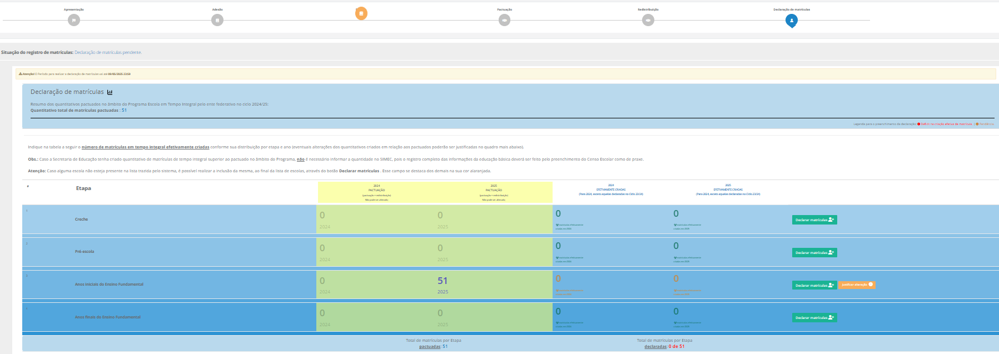 Apresentação
Adesão
Pactuação
Redistribuição
Declaração de matrículas
Situação do registro de matrículas: Declaração de matrículas pendente.
Atenção! O Período para realizar a declaração de matrículas vai até 09/05/2025 23:59
Declaração de matrículas
Resumo dos quantitativos pactuados no âmbito do Programa Escola em Tempo Integral pelo ente federativo no ciclo 2024/25:
Quantitativo total de matrículas pactuadas : 51
Legenda para o preenchimento da declaração: Déficit na criação efetiva de matrícula. | Pendência.
Indique na tabela a seguir o número de matrículas em tempo integral efetivamente criadas conforme sua distribuição por etapa e ano (eventuais alterações dos quantitativos criados em relação aos pactuados poderão ser justificadas no quadro mais abaixo).
Obs.: Caso a Secretaria de Educação tenha criado quantitativo de matrículas de tempo integral superior ao pactuado no âmbito do Programa, não é necessário informar a quantidade no SIMEC, pois o registro completo das informações da educação básica deverá ser feito pelo preenchimento do Censo Escolar como de praxe.
Atenção: Caso alguma escola não esteja presente na lista trazida pelo sistema, é possível realizar a inclusão da mesma, ao final da lista de escolas, através do botão Declarar matrículas . Esse campo se destaca dos demais na sua cor alaranjada.
# Etapa
2024
PACTUAÇÃO
(pactuação + redistribuição)
Não pode ser alterado
2025
PACTUAÇÃO
(pactuação + redistribuição)
Não pode ser alterado
2024
EFETIVAMENTE CRIADAS
(Para 2024, exceto aquelas declaradas no Ciclo 23/24)
2025
EFETIVAMENTE CRIADAS
(Para 2024, exceto aquelas declaradas no Ciclo 23/24)
1
Creche
0
2024
0
2025
0
matrículas efetivamente
criadas em 2024
0
matrículas efetivamente
criadas em 2025
Declarar matrículas
2
Pré-escola
0
2024
0
2025
0
matrículas efetivamente
criadas em 2024
0
matrículas efetivamente
criadas em 2025
Declarar matrículas
3
Anos iniciais do Ensino Fundamental
0
2024
51
2025
0
matrículas efetivamente
criadas em 2024
0
matrículas efetivamente
criadas em 2025
Declarar matrículas
Justificar alteração
4
Anos finais do Ensino Fundamental
0
2024
0
2025
0
matrículas efetivamente
criadas em 2024
0
matrículas efetivamente
criadas em 2025
Declarar matrículas
Total de matrículas por Etapa
pactuadas: 51
Total de matrículas por Etapa
declaradas: 0 de 51